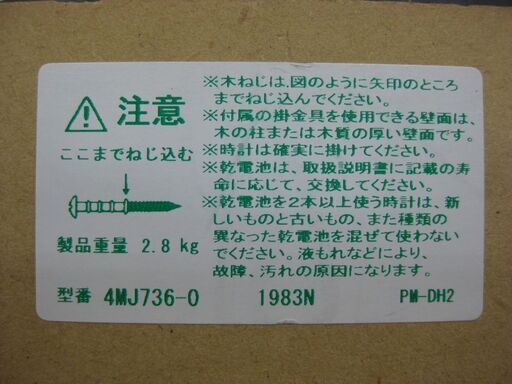 注意
ここまでねじ込む
製品重量 2.8 kg
※木ねじは、図のように矢印のところ
までねじ込んでください。
※付属の掛金具を使用できる壁面は、
木の柱または木質の厚い壁面です。
※時計は確実に掛けてください。
※乾電池は、取扱説明書に記載の寿
命に応じて、交換してください。
※乾電池を2本以上使う時計は、新
しいものと古いもの、また種類の
異なった乾電池を混ぜて使わない
でください。液もれなどにより、
故障、汚れの原因になります。
型番 4MJ736-0 1983N PM-DH2